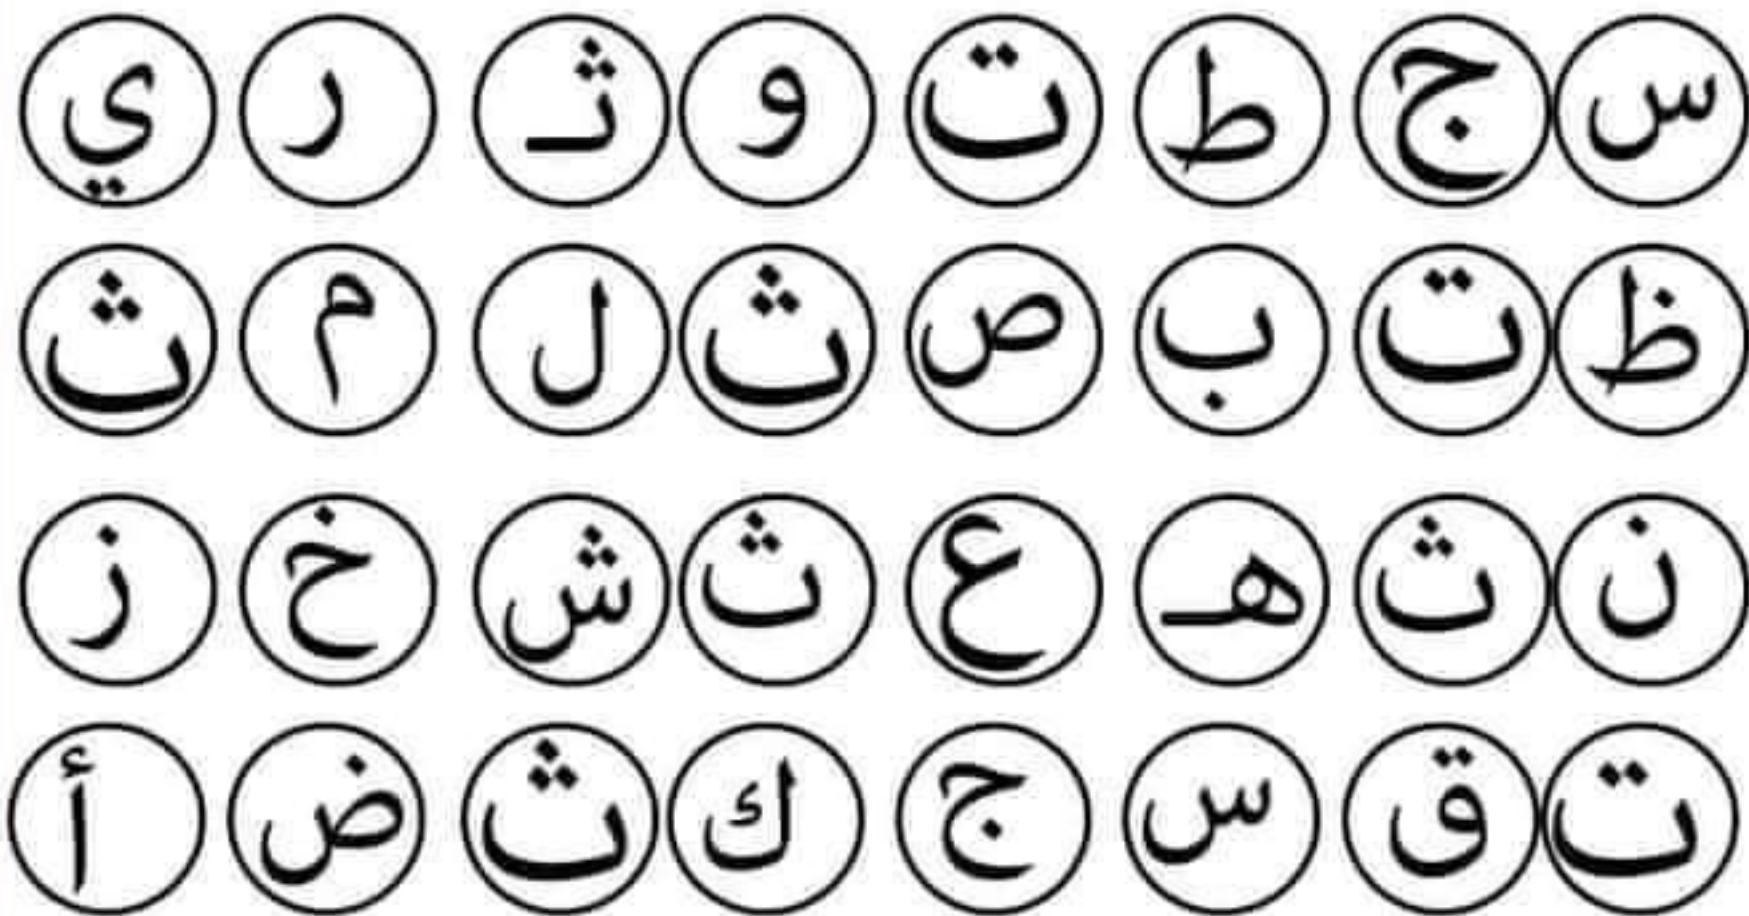 س ج ط ت و ثـ ر ي
ظ ت ب ص ث ل م ث
ن ث هـ ع ث ش خ ز
ت ق س ج ك ث ض أ